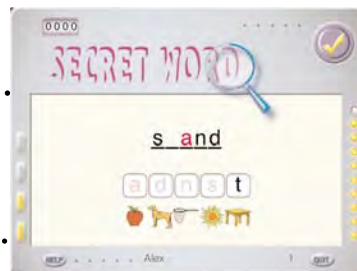 0000
SECRET WORD
s_and
a d n s t
HELP Alex 1 QUIT